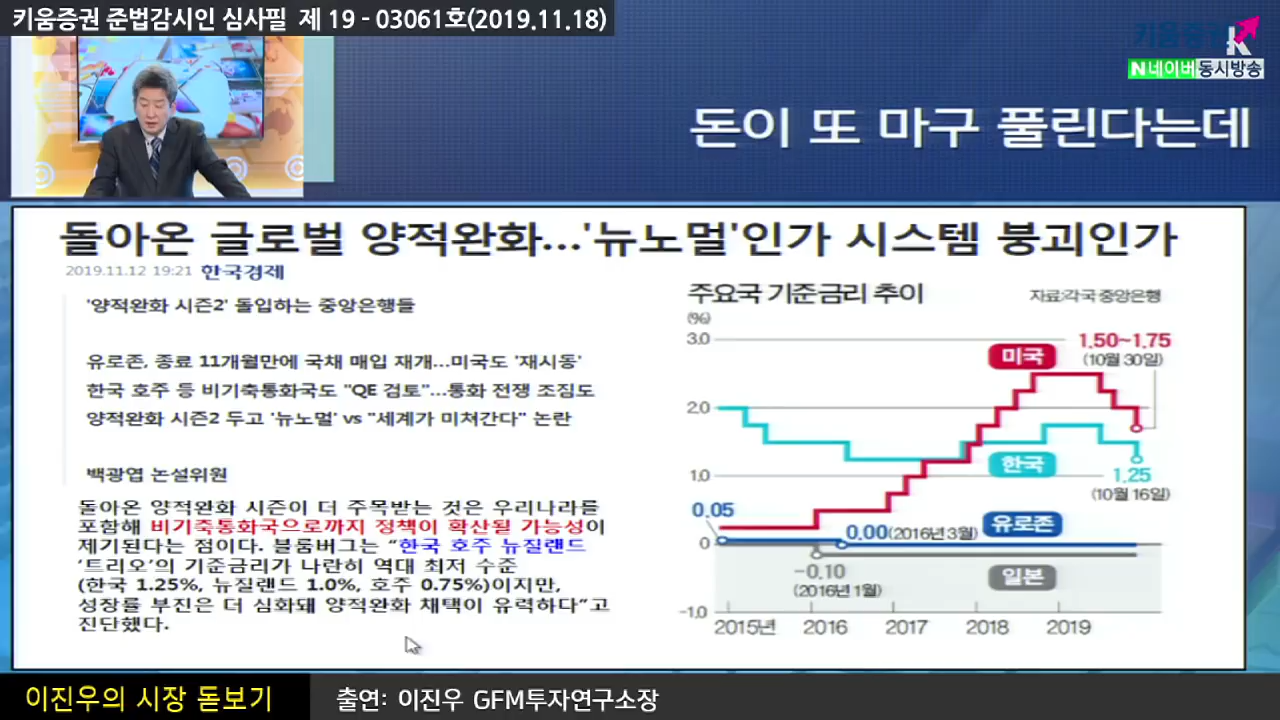 키움증권 준법감시인 심사필 제 19 - 03061호(2019.11.18)
키움증권
N네이버 동시방송
돈이 또 마구 풀린다는데
돌아온 글로벌 양적완화...'뉴노멀'인가 시스템 붕괴인가
2019.11.12 19:21 한국경제
'양적완화 시즌2' 돌입하는 중앙은행들
유로존, 종료 11개월만에 국채 매입 재개...미국도 '재시동'
한국 호주 등 비기축통화국도 "QE 검토"...통화 전쟁 조짐도
양적완화 시즌2 두고 '뉴노멀' vs "세계가 미쳐간다" 논란
백광엽 논설위원
돌아온 양적완화 시즌이 더 주목받는 것은 우리나라를
포함해 비기축통화국으로까지 정책이 확산될 가능성이
제기된다는 점이다. 블룸버그는 “한국 호주 뉴질랜드
‘트리오’의 기준금리가 나란히 역대 최저 수준
(한국 1.25%, 뉴질랜드 1.0%, 호주 0.75%)이지만,
성장률 부진은 더 심화돼 양적완화 채택이 유력하다”고
진단했다.
주요국 기준금리 추이
자료:각국 중앙은행
(%)
3.0
2.0
1.0
0
-1.0
미국
1.50~1.75
(10월 30일)
한국
1.25
(10월 16일)
0.05
0.00(2016년 3월)
유로존
-0.10
(2016년 1월)
일본
2015년 2016 2017 2018 2019
이진우의 시장 돋보기
출연: 이진우 GFM투자연구소장